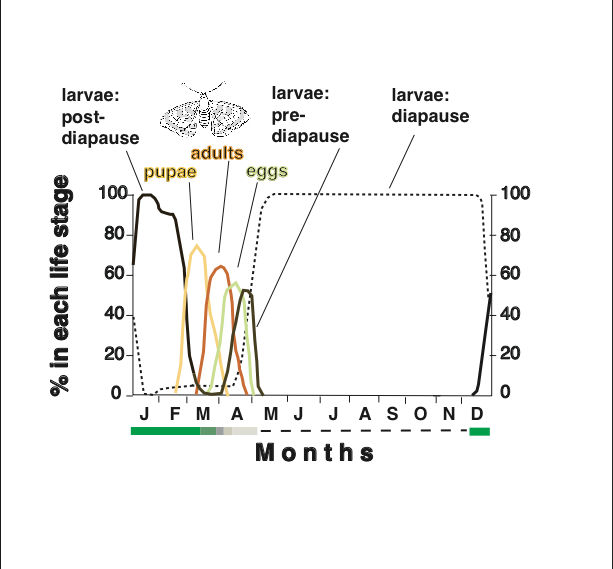 larvae:
post-
diapause
larvae:
pre-
diapause
larvae:
diapause
adults
pupae
eggs
% in each life stage
100
80
60
40
20
0
100
80
60
40
20
0
J F M A M J J A S O N D
Months